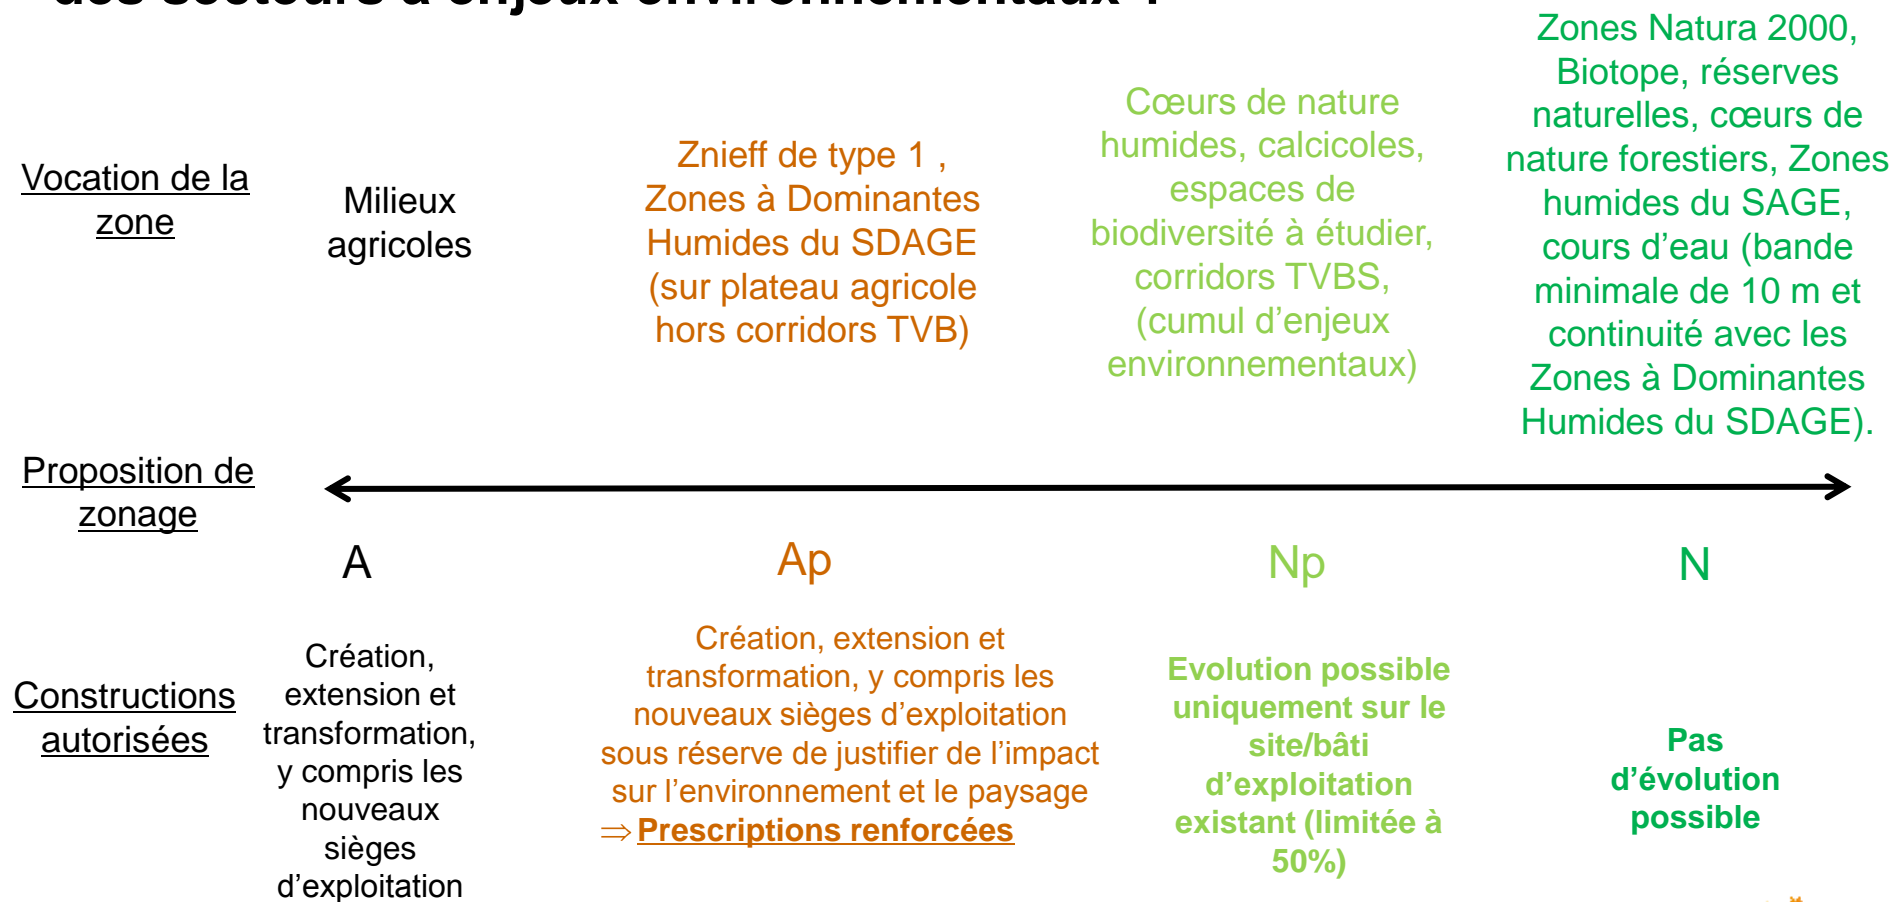 des secteurs à enjeux environnementaux ?
Vocation de la
zone
Milieux
agricoles
Znieff de type 1 ,
Zones à Dominantes
Humides du SDAGE
(sur plateau agricole
hors corridors TVB)
Cœurs de nature
humides, calcicoles,
espaces de
biodiversité à étudier,
corridors TVBS,
(cumul d’enjeux
environnementaux)
Zones Natura 2000,
Biotope, réserves
naturelles, cœurs de
nature forestiers, Zones
humides du SAGE,
cours d’eau (bande
minimale de 10 m et
continuité avec les
Zones à Dominantes
Humides du SDAGE).
Proposition de
zonage
A
Ap
Np
N
Constructions
autorisées
Création,
extension et
transformation,
y compris les
nouveaux
sièges
d’exploitation
Création, extension et
transformation, y compris les
nouveaux sièges d’exploitation
sous réserve de justifier de l’impact
sur l’environnement et le paysage
⇒ Prescriptions renforcées
Evolution possible
uniquement sur le
site/bâti
d’exploitation
existant (limitée à
50%)
Pas
d’évolution
possible